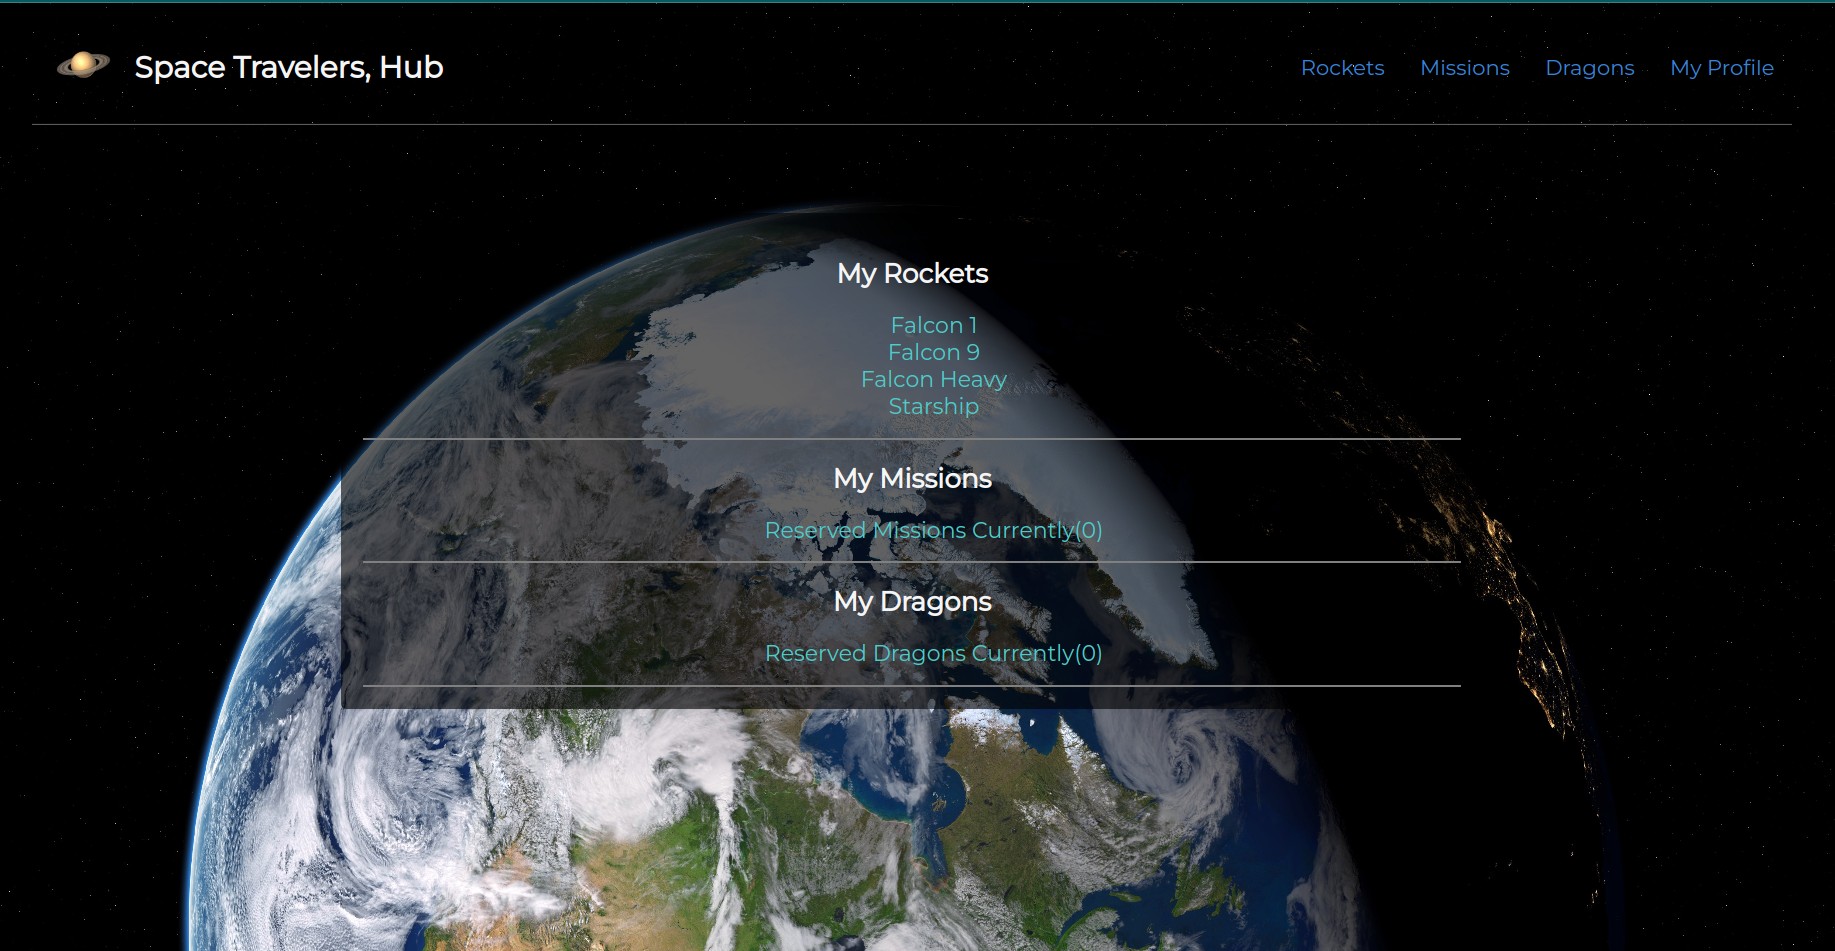 Space Travelers, Hub
Rockets Missions Dragons My Profile
My Rockets
Falcon 1
Falcon 9
Falcon Heavy
Starship
My Missions
Reserved Missions Currently(0)
My Dragons
Reserved Dragons Currently(0)